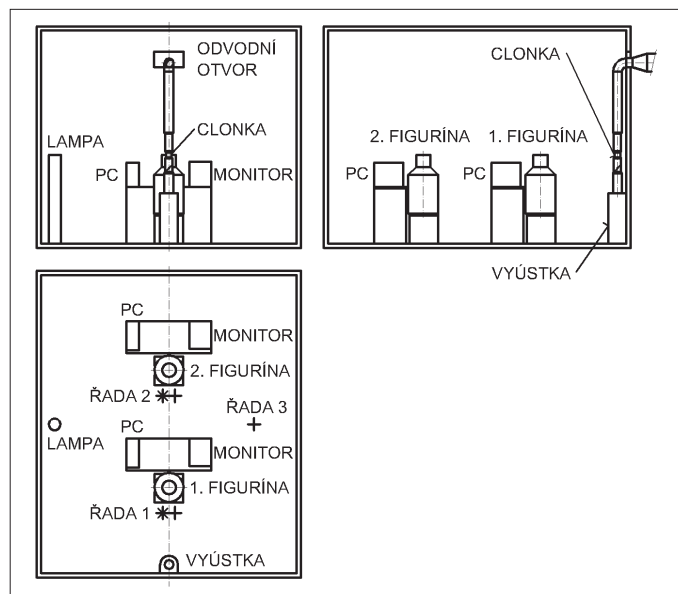 ODVODNÍ
OTVOR
CLONKA
LAMPA
PC
MONITOR
CLONKA
2. FIGURÍNA
1. FIGURÍNA
PC
PC
VYÚSTKA
PC
MONITOR
2. FIGURÍNA
ŘADA 2
ŘADA 3
PC
LAMPA
MONITOR
1. FIGURÍNA
ŘADA 1
VYÚSTKA